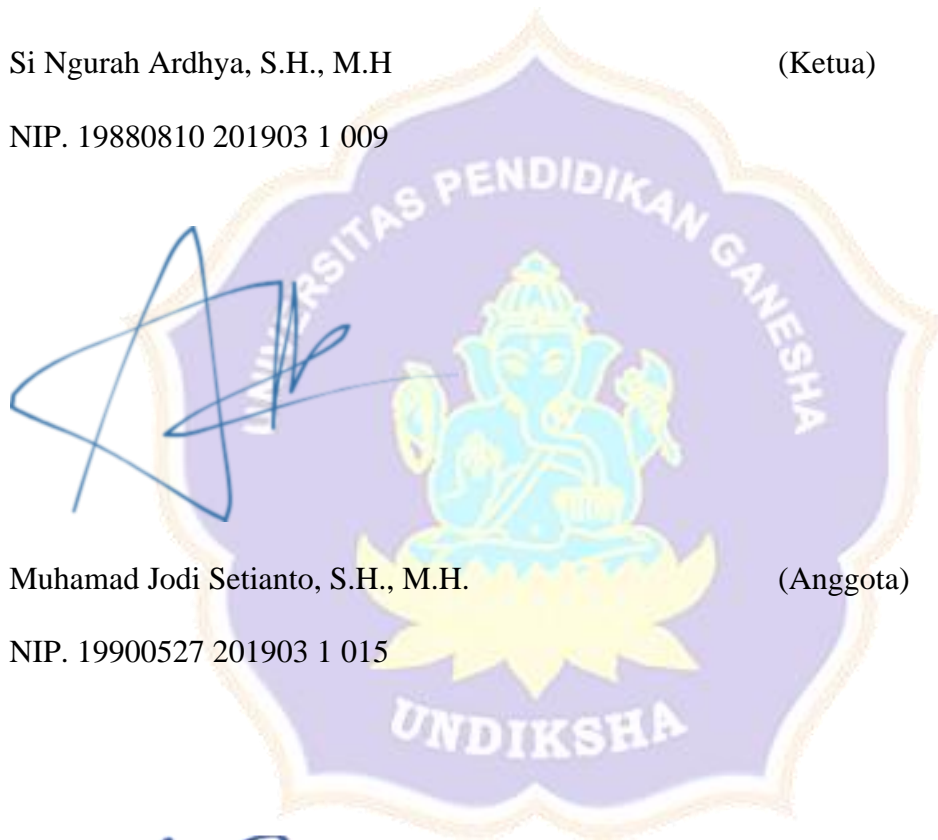 Si Ngurah Ardhya, S.H., M.H (Ketua)
NIP. 19880810 201903 1 009
UNIVERSITAS PENDIDIKAN GANESHA
Muhamad Jodi Setianto, S.H., M.H. (Anggota)
NIP. 19900527 201903 1 015
UNDIKSHA